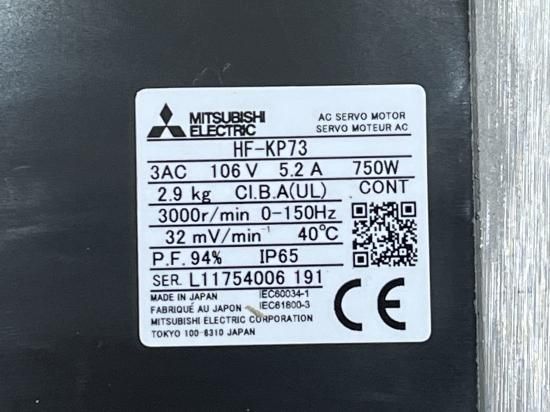 MITSUBISHI
ELECTRIC
AC SERVO MOTOR
SERVO MOTEUR AC
HF-KP73
3AC 106 V 5.2 A 750W
2.9 kg CI.B.A(UL) CONT
3000r/min 0-150Hz
32 mV/min⁻¹ 40℃
P.F. 94% IP65
SER. L11754006 191
MADE IN JAPAN IEC60034-1
FABRIQUÉ AU JAPON IEC61800-3
MITSUBISHI ELECTRIC CORPORATION
TOKYO 100-8310 JAPAN
CE